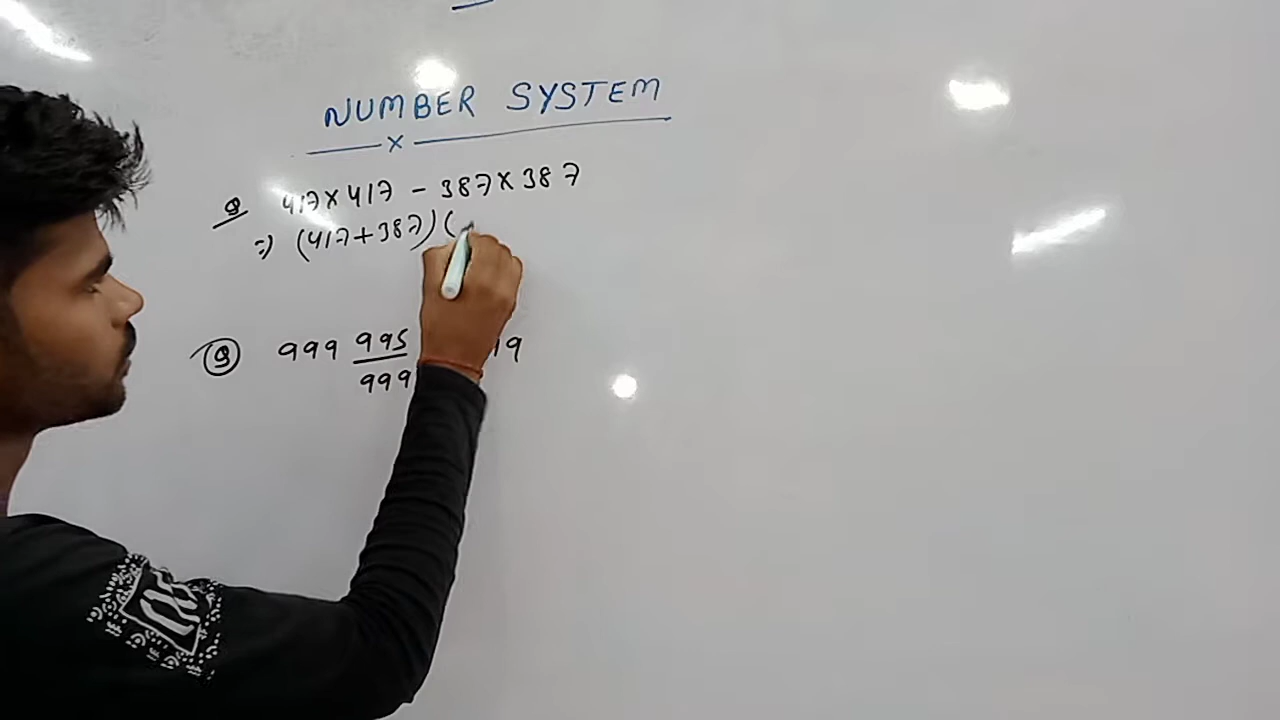 NUMBER SYSTEM
x
Q 417 x 417 - 387 x 387
=> (417+387) (
Q 999 995
999